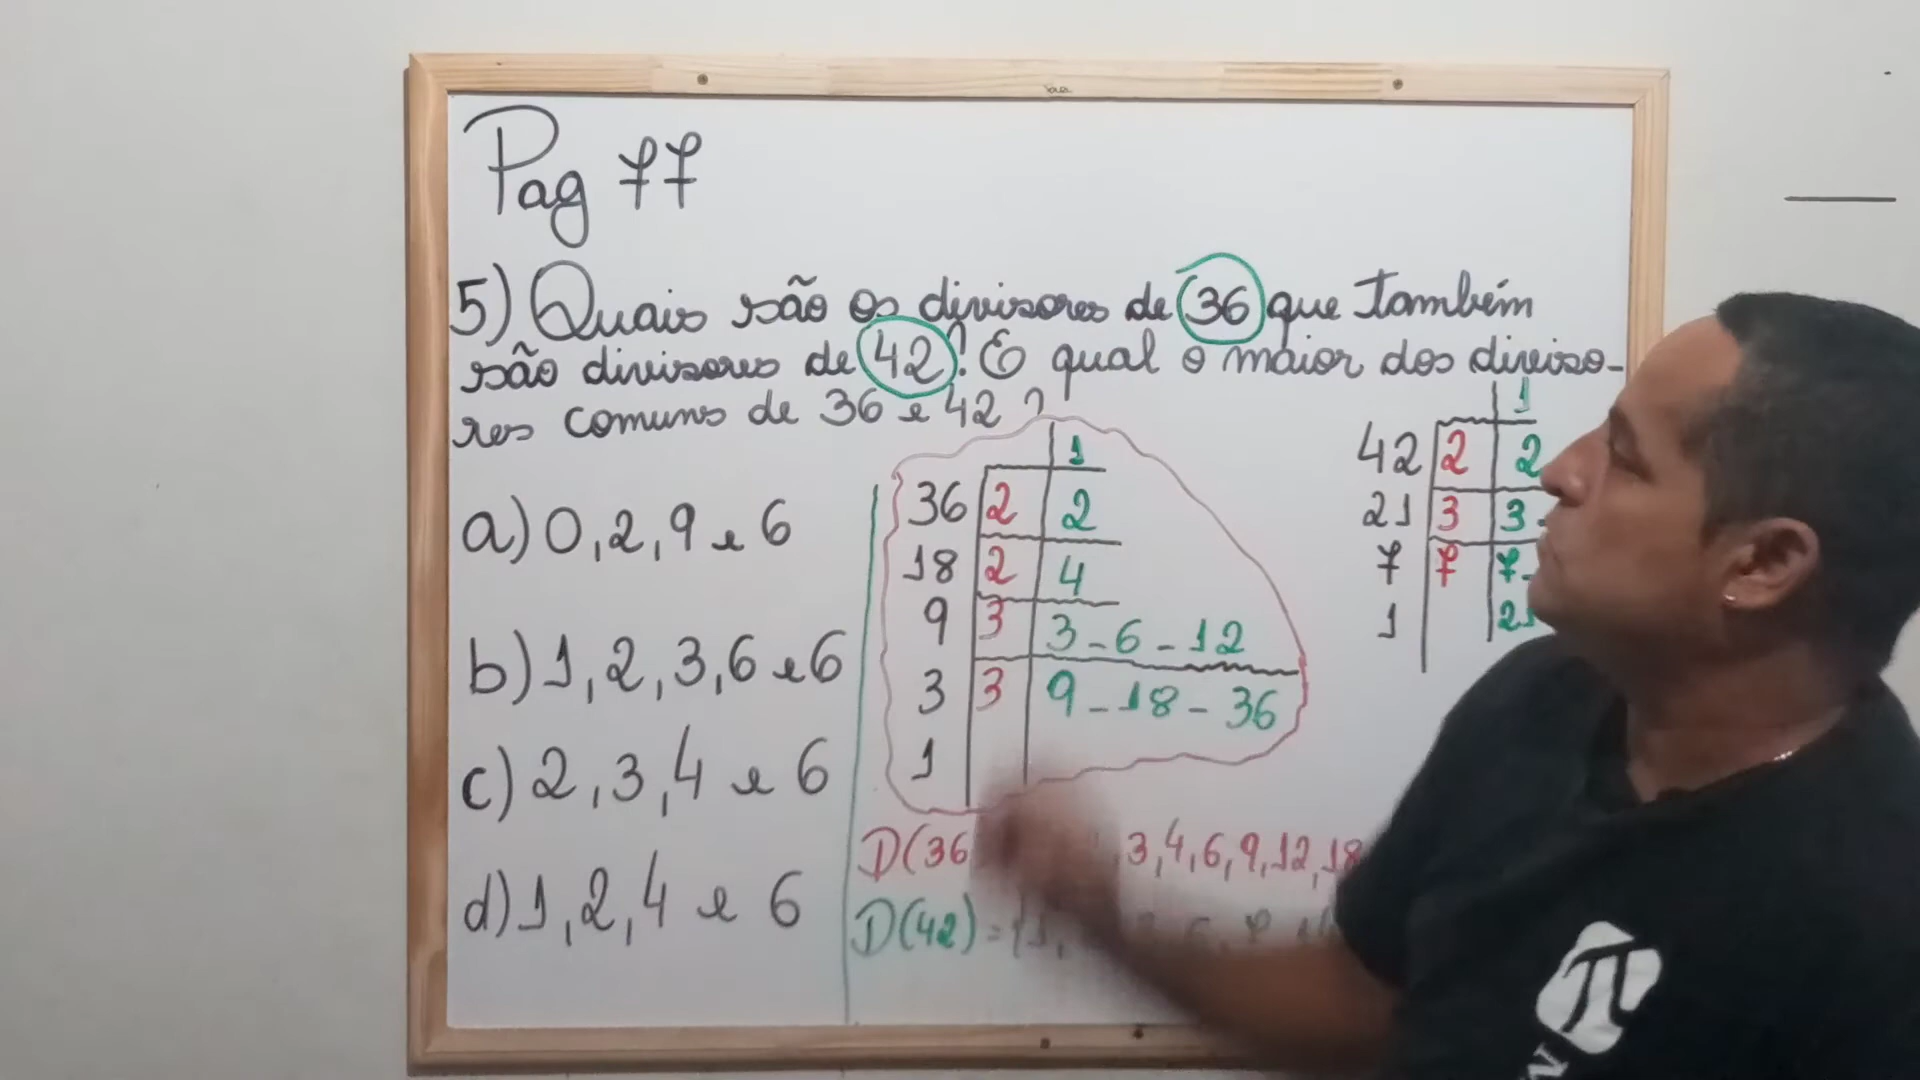 Pag 77
5) Quais são os divisores de 36 que também
são divisores de 42? E qual o maior dos diviso-
res comuns de 36 e 42?
a) 0,2,9 e 6
b) 1,2,3,6 e 6
c) 2,3,4 e 6
d) 1,2,4 e 6
1
36 2 2
18 2 4
9 3 3-6-12
3 3 9-18-36
1
1
42 2 2
21 3 3
7 7 7
1 21
D(36 3,4,6,9,12,18
D(42)={1,
π